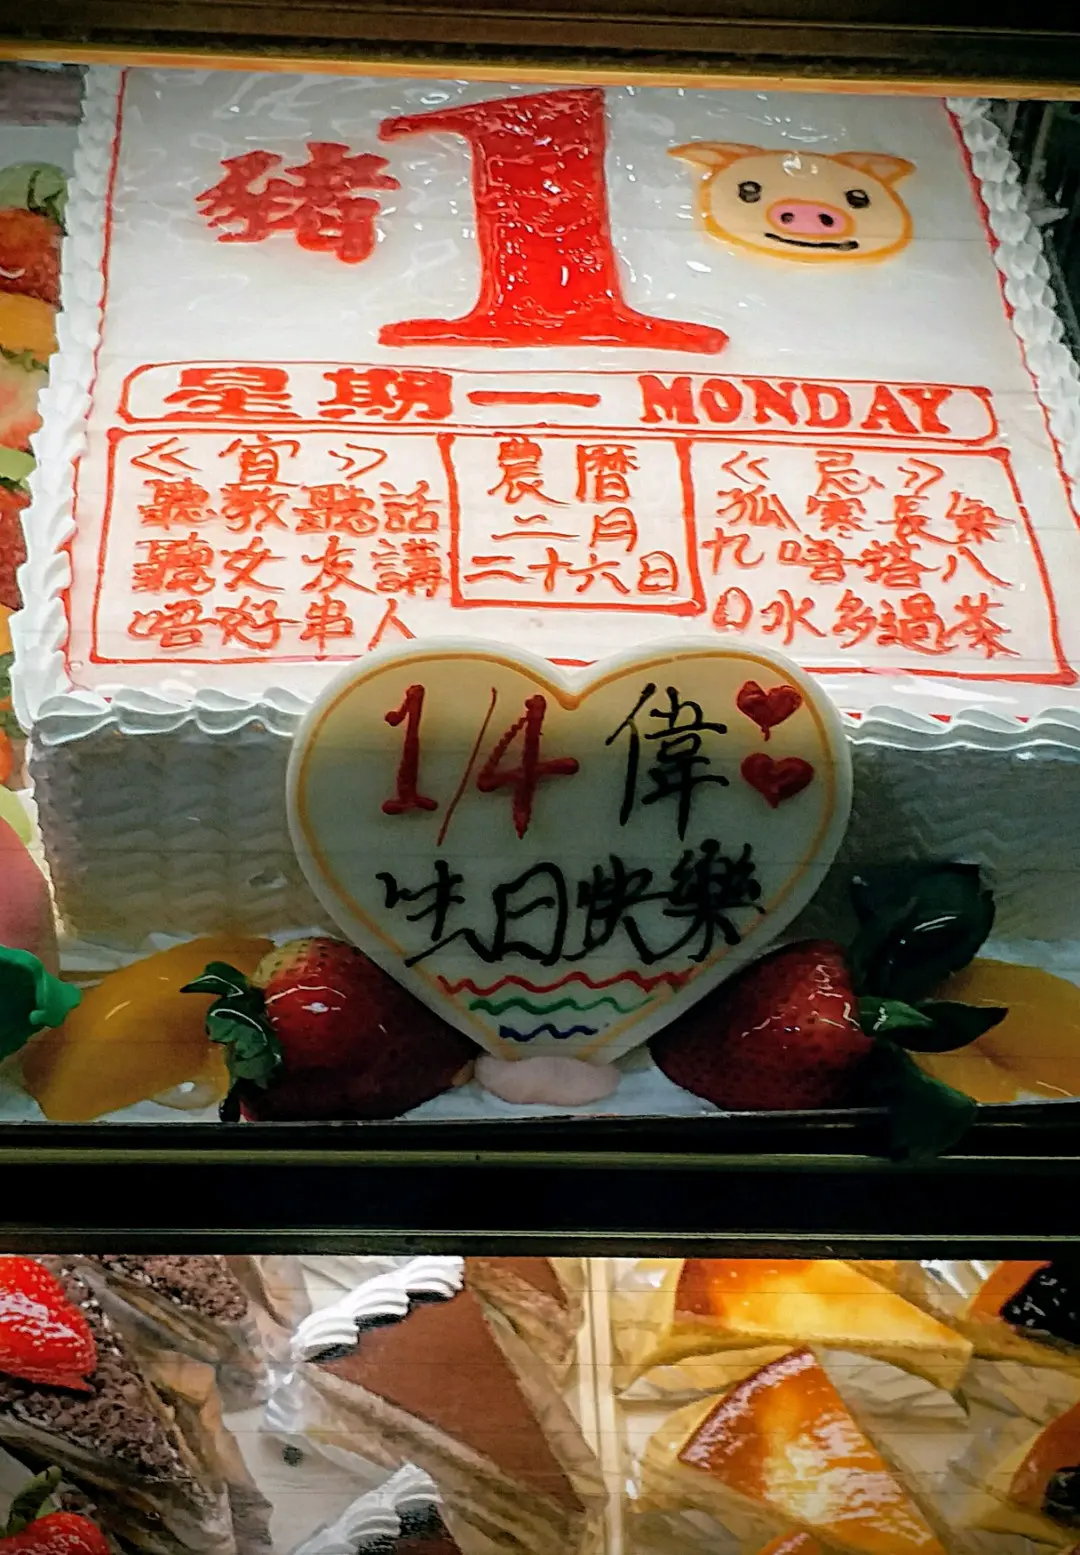 豬 1
星期一 MONDAY
<宜>
聽教聽話
聽女友講
唔好串人
農曆
二月
二十六日
<<忌>>
孤寒長氣
九唔搭八
口水多過茶
1/4 偉
生日快樂